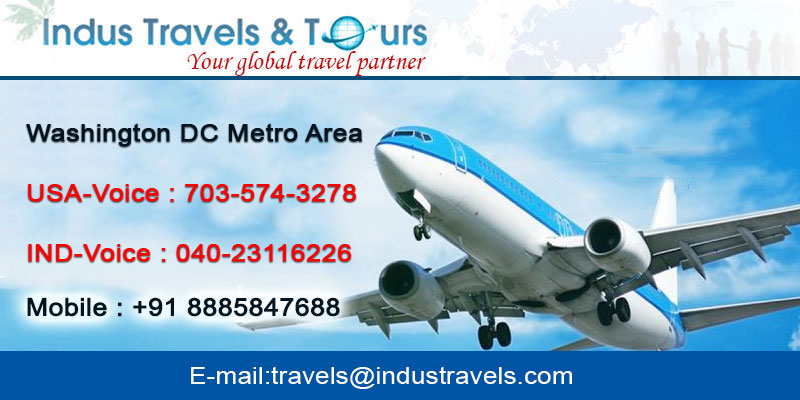 Indus Travels & Tours
Your global travel partner
Washington DC Metro Area
USA-Voice : 703-574-3278
IND-Voice : 040-23116226
Mobile : +91 8885847688
E-mail:travels@industravels.com